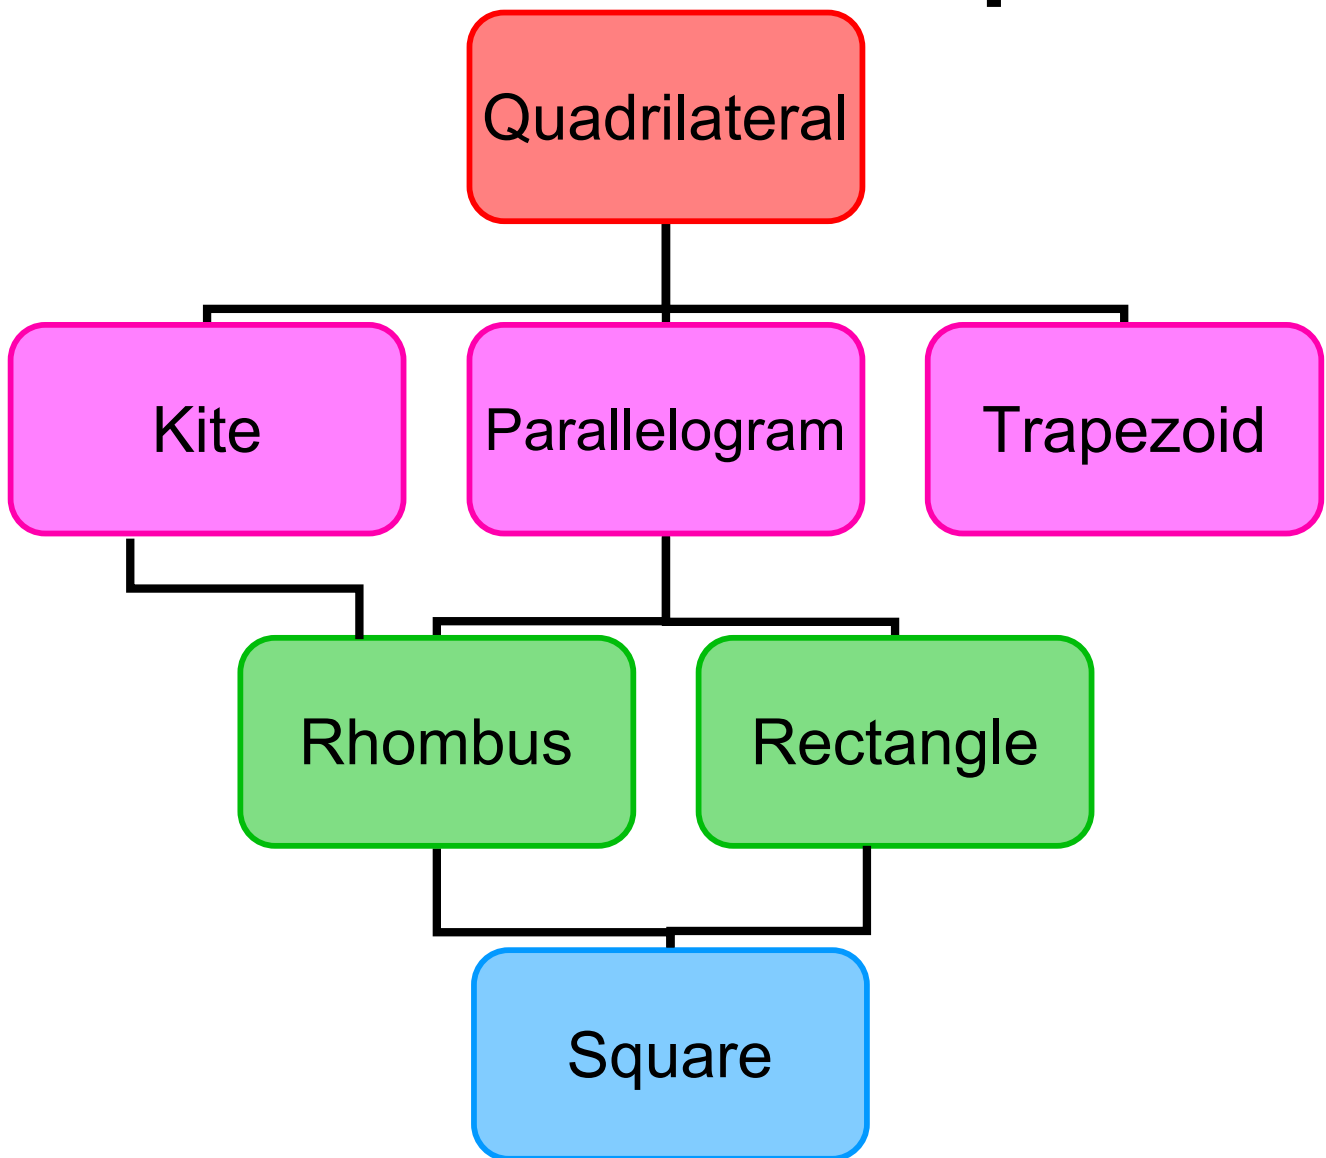 Quadrilateral
Kite
Parallelogram
Trapezoid
Rhombus
Rectangle
Square